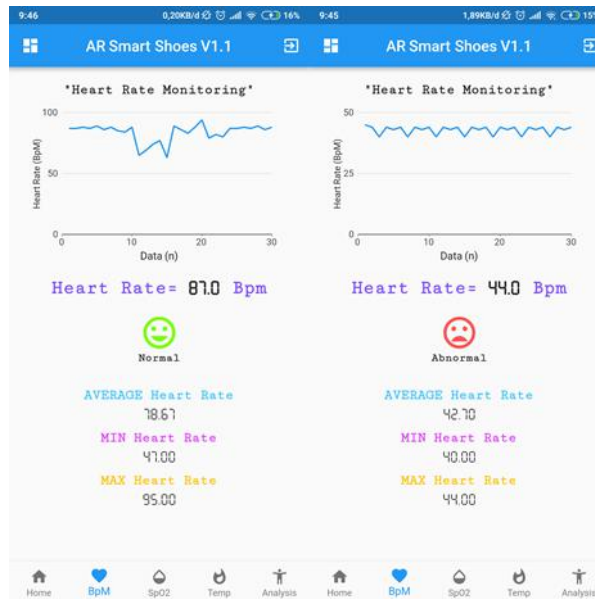 9:46 0,20KB/d 16%
AR Smart Shoes V1.1
"Heart Rate Monitoring"
Heart Rate (BpM)
100
50
0
0 10 20 30
Data (n)
Heart Rate= 87.0 Bpm
Normal
AVERAGE Heart Rate
78.67
MIN Heart Rate
47.00
MAX Heart Rate
95.00
Home BpM SpO2 Temp Analysis
9:45 1,89KB/d 15%
AR Smart Shoes V1.1
"Heart Rate Monitoring"
Heart Rate (BpM)
50
25
0
0 10 20 30
Data (n)
Heart Rate= 44.0 Bpm
Abnormal
AVERAGE Heart Rate
42.70
MIN Heart Rate
40.00
MAX Heart Rate
44.00
Home BpM SpO2 Temp Analysis